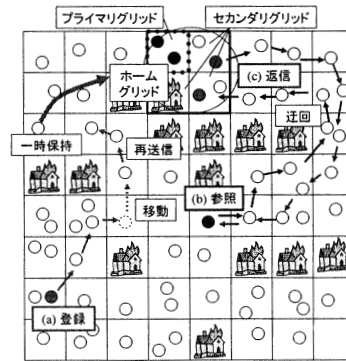 プライマリグリッド
セカンダリグリッド
ホーム
グリッド
(c) 返信
迂回
一時保持
再送信
(b) 参照
移動
(a) 登録